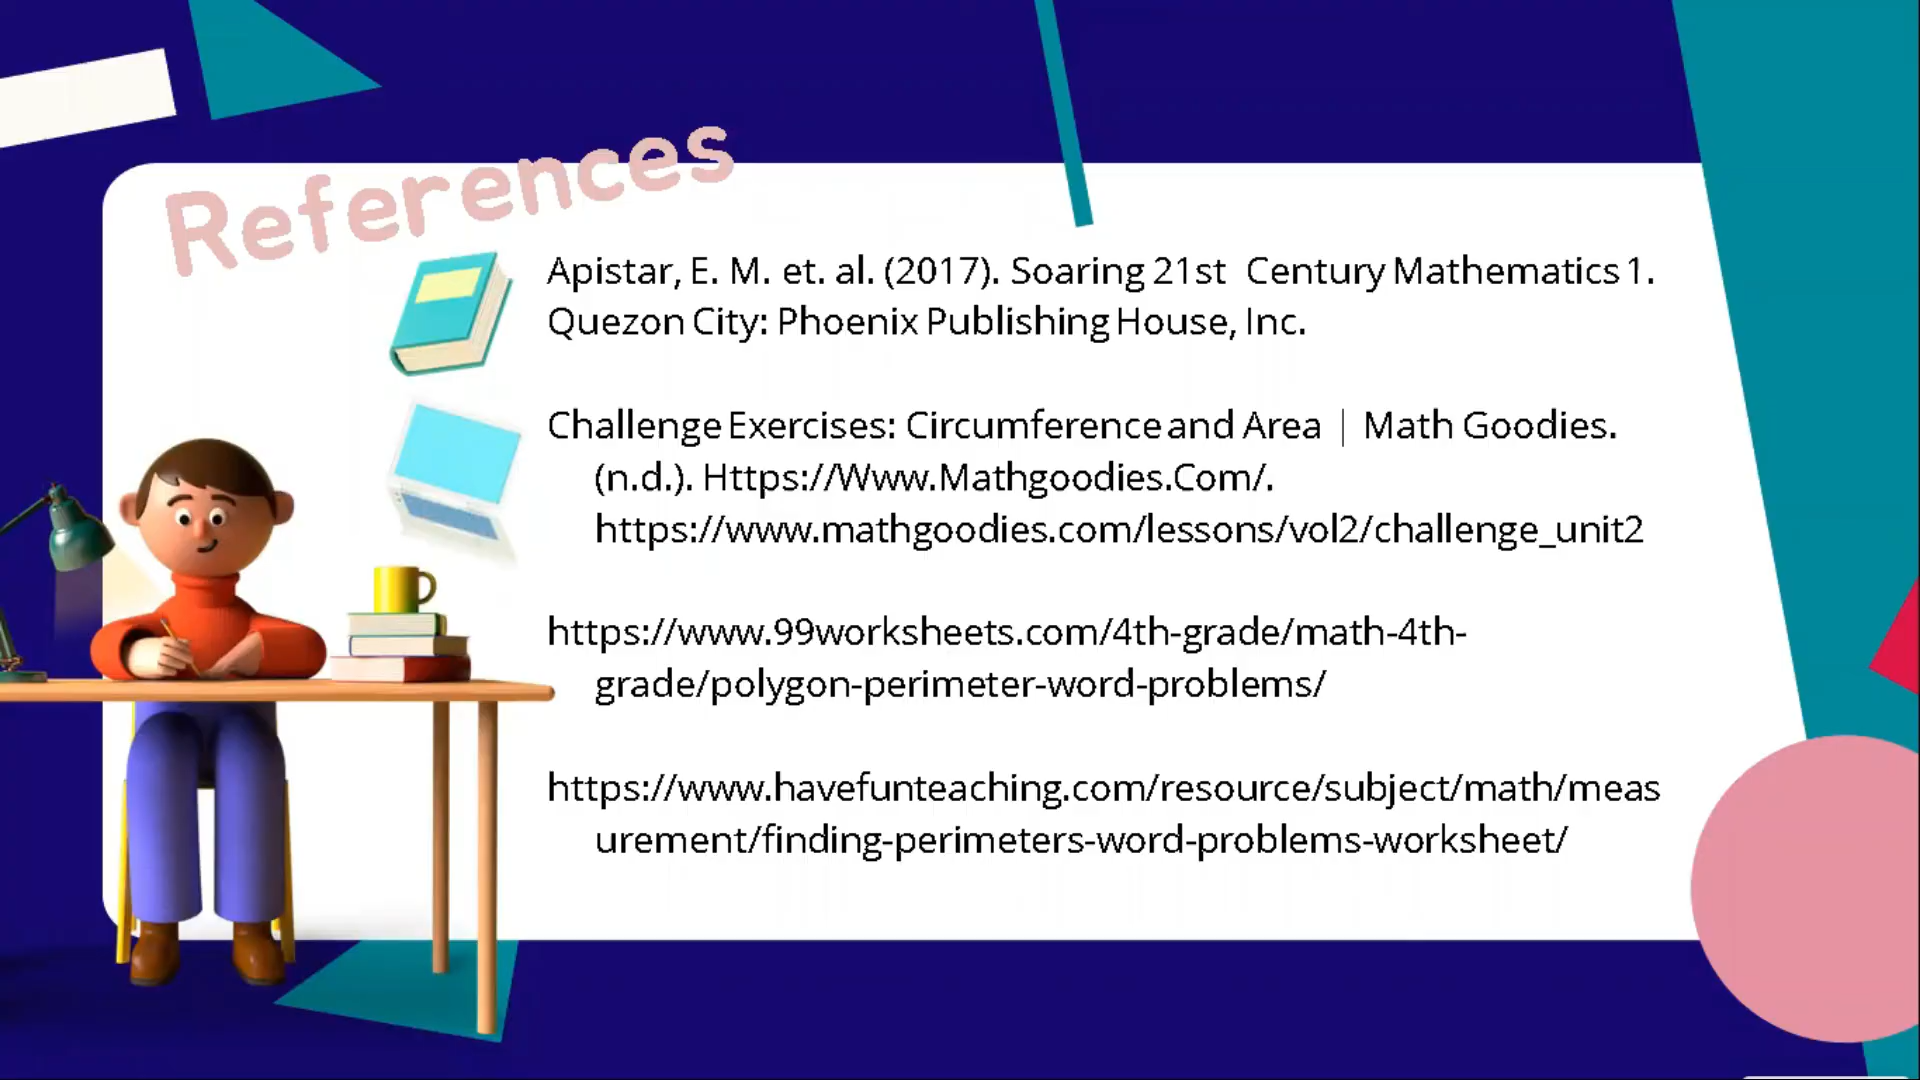 References
Apistar, E. M. et. al. (2017). Soaring 21st Century Mathematics 1.
Quezon City: Phoenix Publishing House, Inc.
Challenge Exercises: Circumference and Area | Math Goodies.
(n.d.). Https://Www.Mathgoodies.Com/.
https://www.mathgoodies.com/lessons/vol2/challenge_unit2
https://www.99worksheets.com/4th-grade/math-4th-
grade/polygon-perimeter-word-problems/
https://www.havefunteaching.com/resource/subject/math/meas
urement/finding-perimeters-word-problems-worksheet/